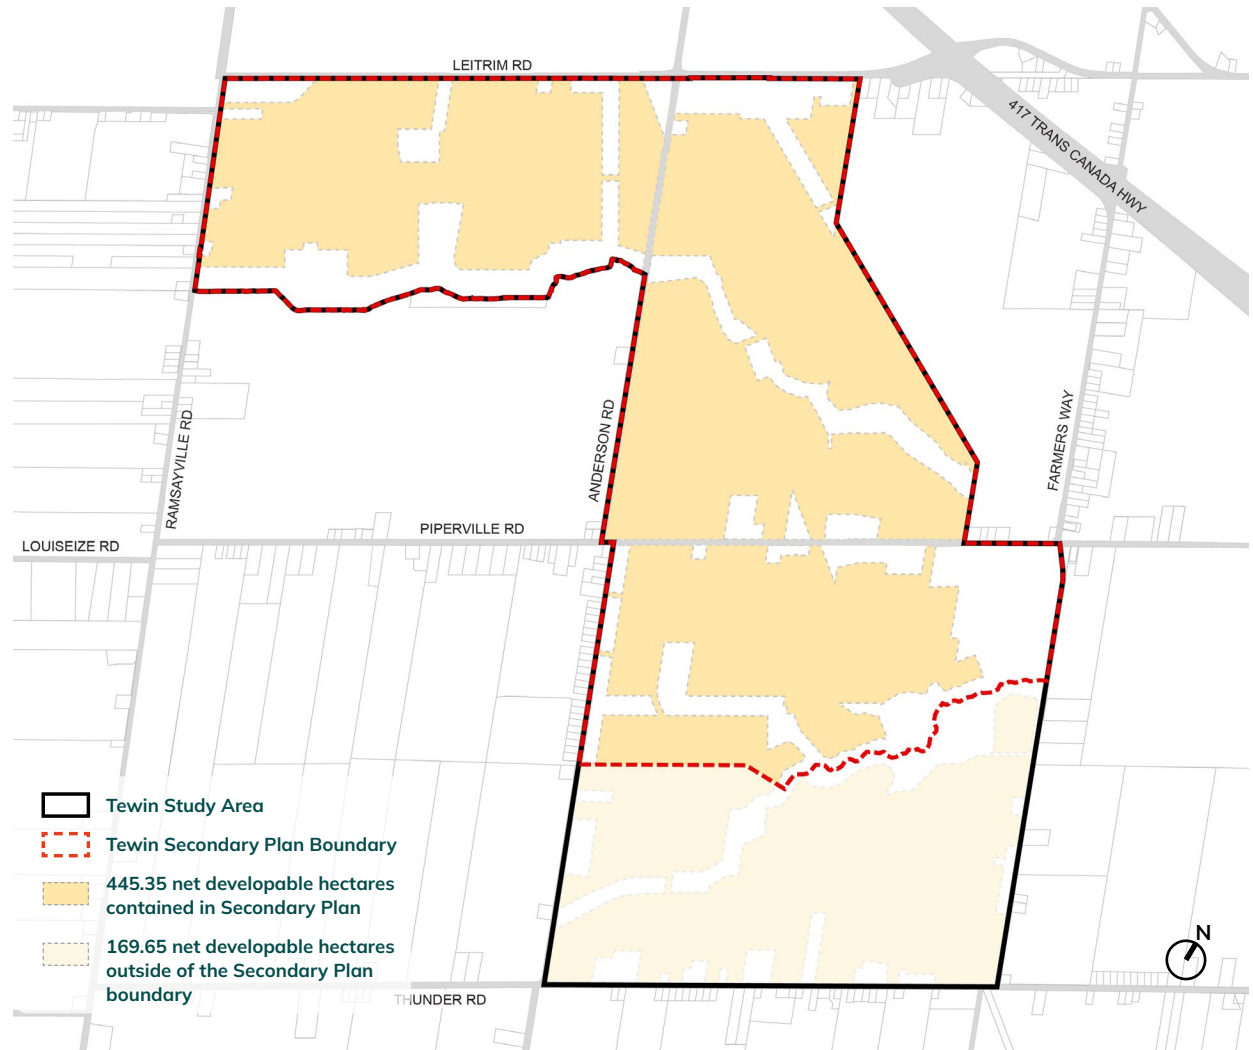 LEITRIM RD
417 TRANS CANADA HWY
RAMSAYVILLE RD
ANDERSON RD
FARMERS WAY
PIPERVILLE RD
LOUISEIZE RD
Tewin Study Area
Tewin Secondary Plan Boundary
445.35 net developable hectares
contained in Secondary Plan
169.65 net developable hectares
outside of the Secondary Plan
boundary
N
THUNDER RD